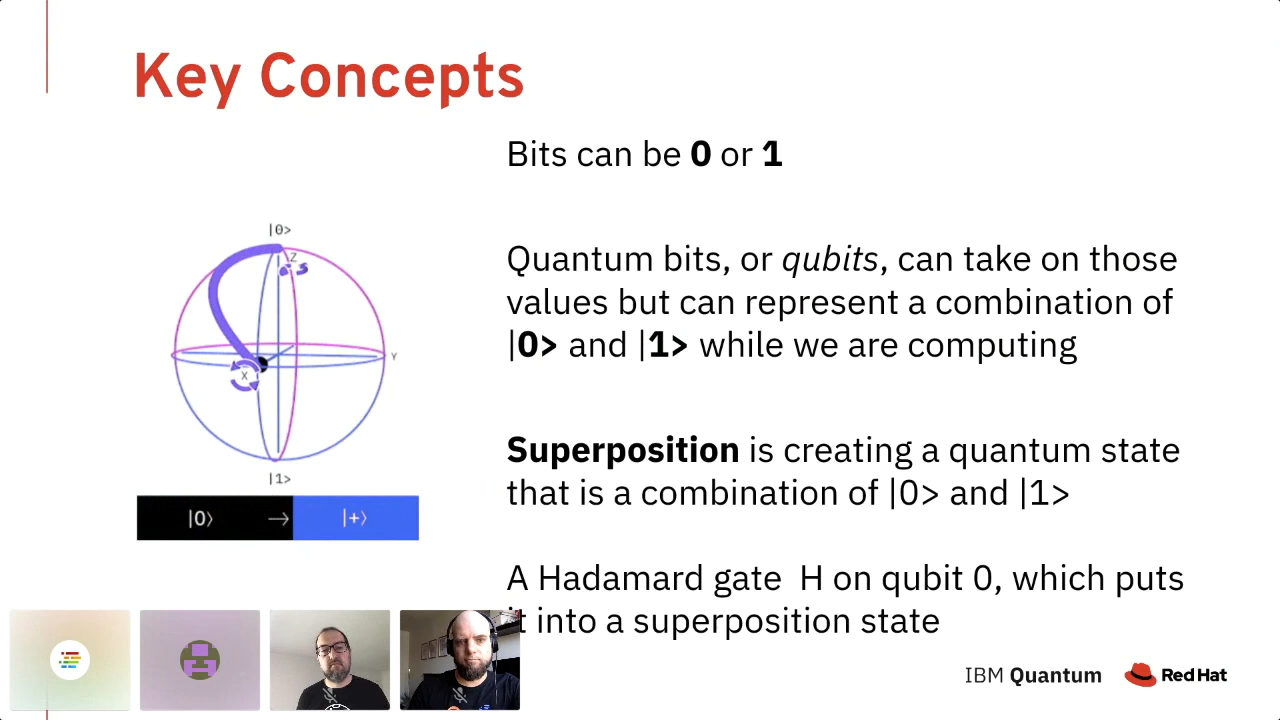 Key Concepts
Bits can be 0 or 1
Quantum bits, or qubits, can take on those
values but can represent a combination of
|0> and |1> while we are computing
Superposition is creating a quantum state
that is a combination of |0> and |1>
A Hadamard gate H on qubit 0, which puts
it into a superposition state
|0>
Z
Y
X
|1>
|0⟩ → |+⟩
IBM Quantum
Red Hat